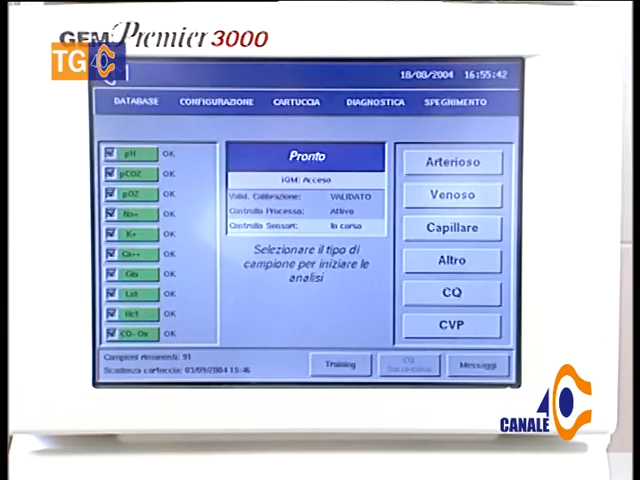 GEM Premier 3000
TG
18/08/2004 16:55:42
DATABASE CONFIGURAZIONE CARTUCCIA DIAGNOSTICA SPEGNIMENTO
pH OK
pCO2 OK
pO2 OK
Na+ OK
K+ OK
Ca++ OK
Glu OK
Lat OK
Hct OK
CO-Ox OK
Pronto
iQM: Acceso
Valid. Calibrazione: VALIDATO
Controllo Processo: Attivo
Controllo Sensori: In corso
Selezionare il tipo di
campione per iniziare le
analisi
Arterioso
Venoso
Capillare
Altro
CQ
CVP
Campioni rimanenti: 91
Scadenza cartuccia: 03/09/2004 15:46
Training
CQ
Successivo
Messaggi
CANALE 4